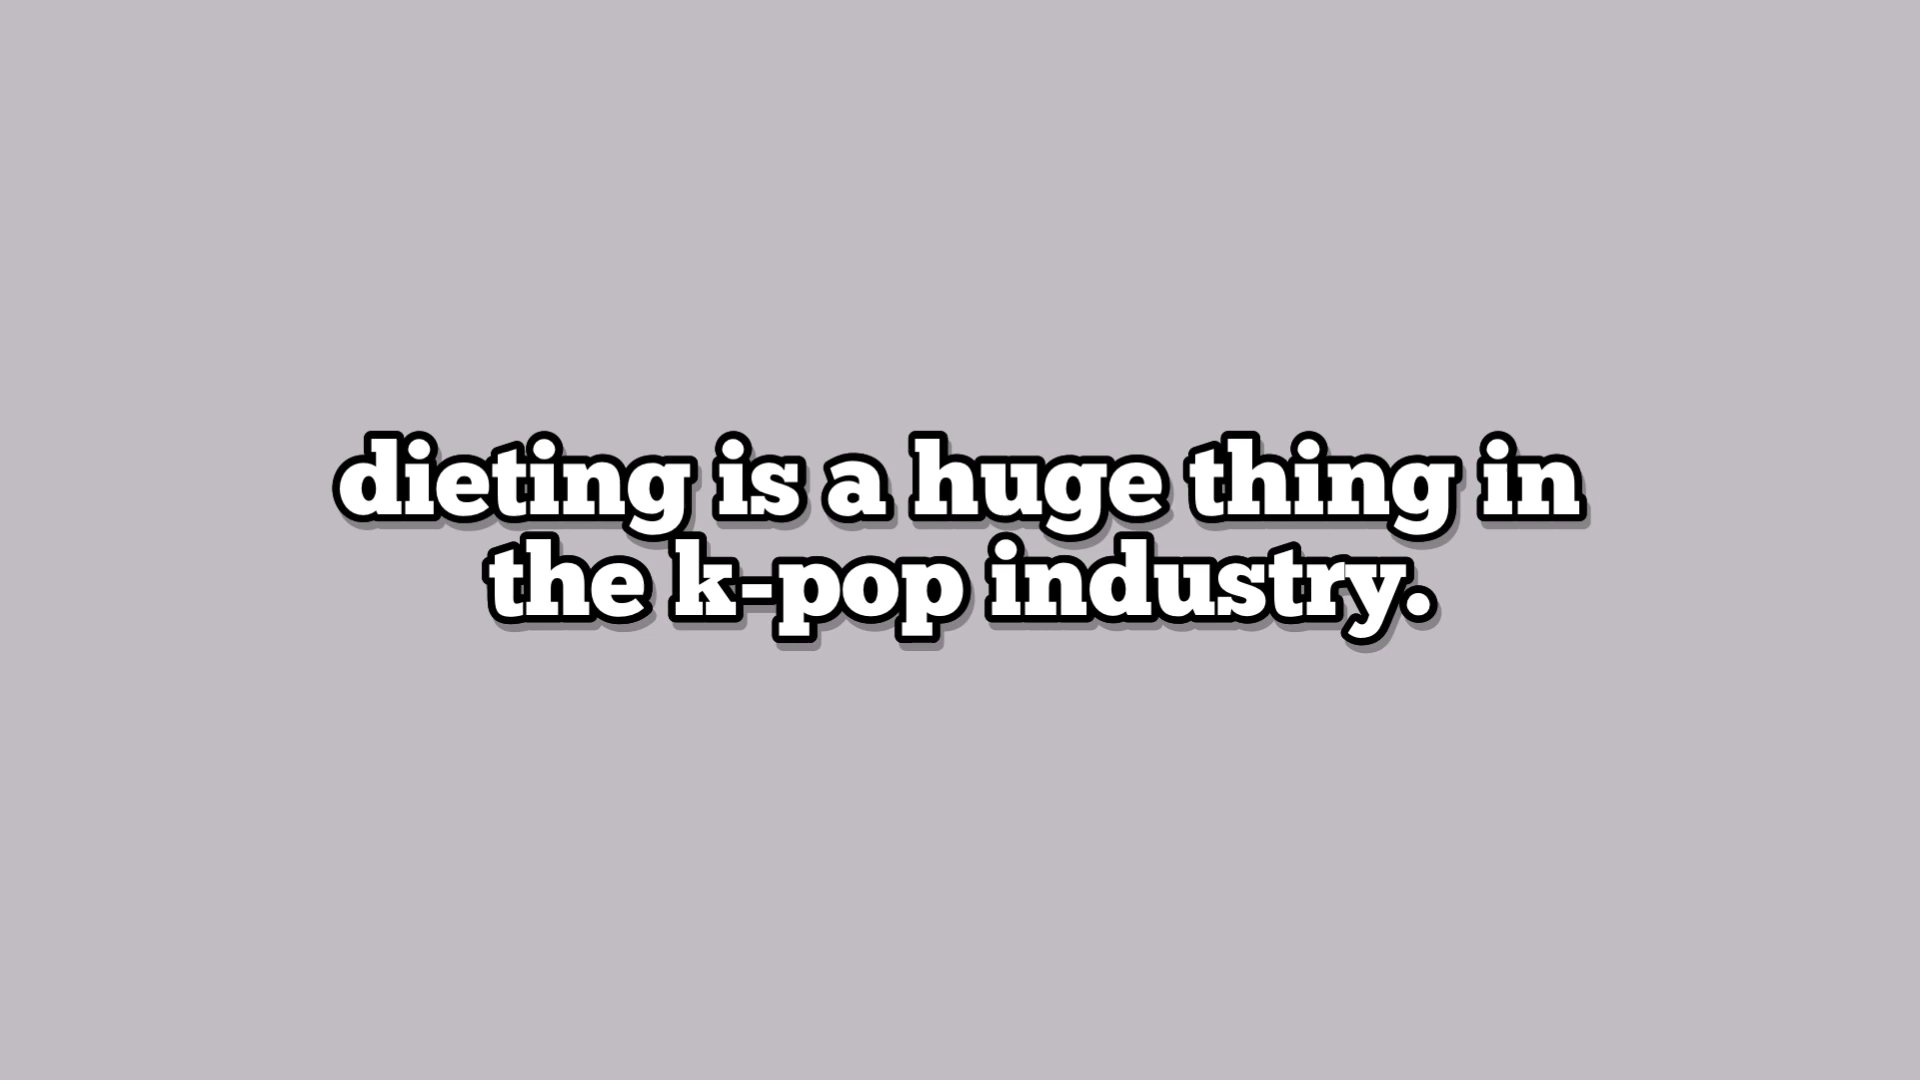 dieting is a huge thing in
the k-pop industry.